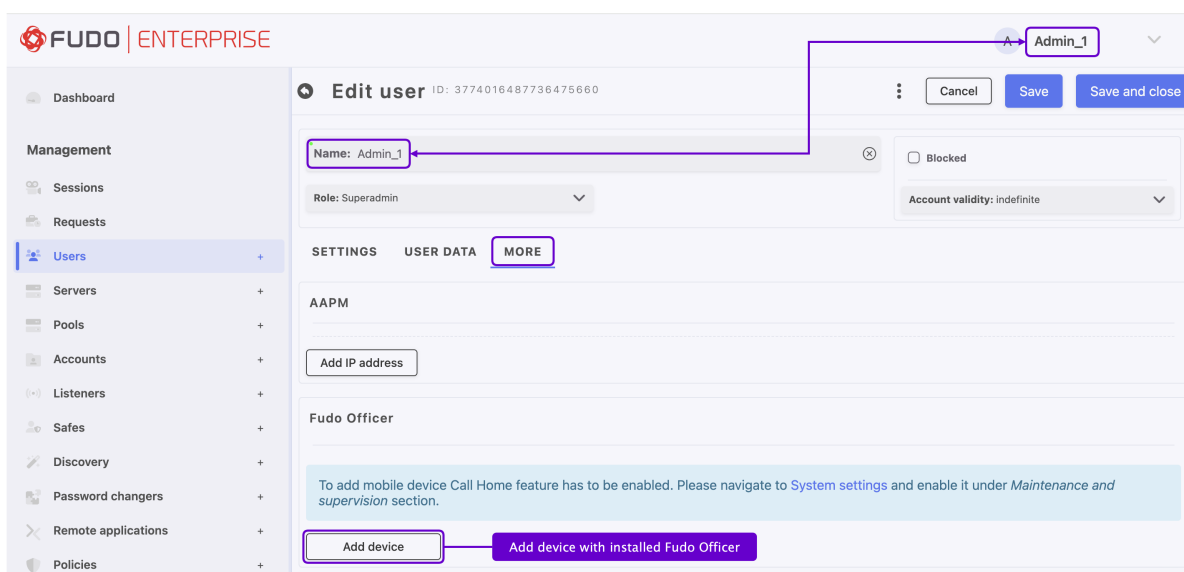 FUDO ENTERPRISE
A Admin_1
Dashboard
Management
Sessions
Requests
Users +
Servers +
Pools +
Accounts +
Listeners +
Safes +
Discovery +
Password changers +
Remote applications +
Policies +
Edit user ID: 3774016487736475660
Cancel
Save
Save and close
Name: Admin_1
Blocked
Role: Superadmin
Account validity: indefinite
SETTINGS USER DATA MORE
AAPM
Add IP address
Fudo Officer
To add mobile device Call Home feature has to be enabled. Please navigate to System settings and enable it under Maintenance and
supervision section.
Add device
Add device with installed Fudo Officer